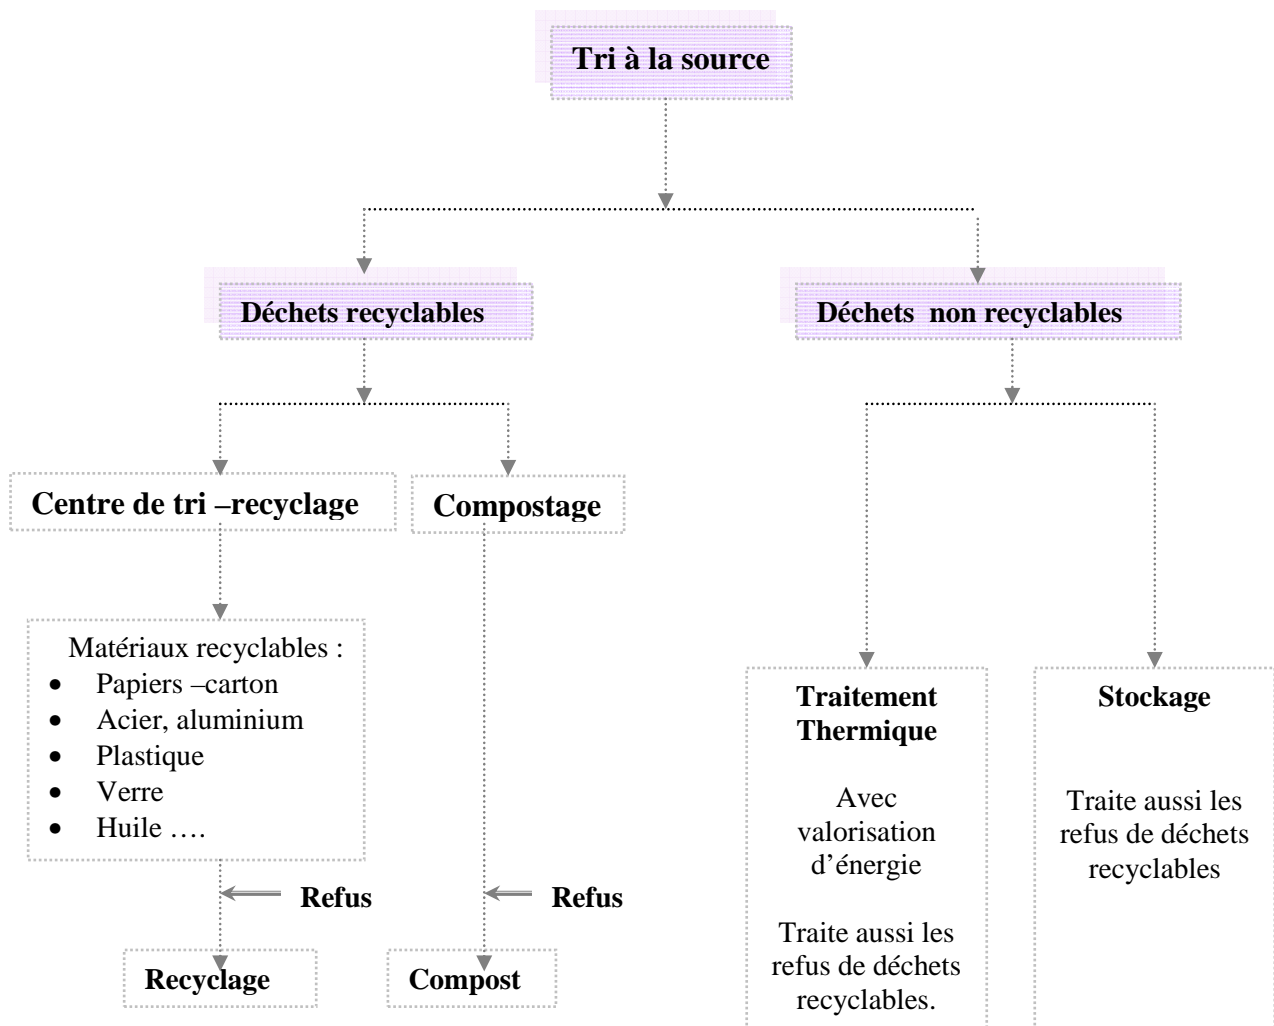 Tri à la source
Déchets recyclables
Déchets  non recyclables
Centre de tri –recyclage
Compostage
Matériaux recyclables :
• Papiers –carton
• Acier, aluminium
• Plastique
• Verre
• Huile ….
Traitement
Thermique
Avec
valorisation
d’énergie
Traite aussi les
refus de déchets
recyclables.
Stockage
Traite aussi les
refus de déchets
recyclables
Refus
Refus
Recyclage
Compost